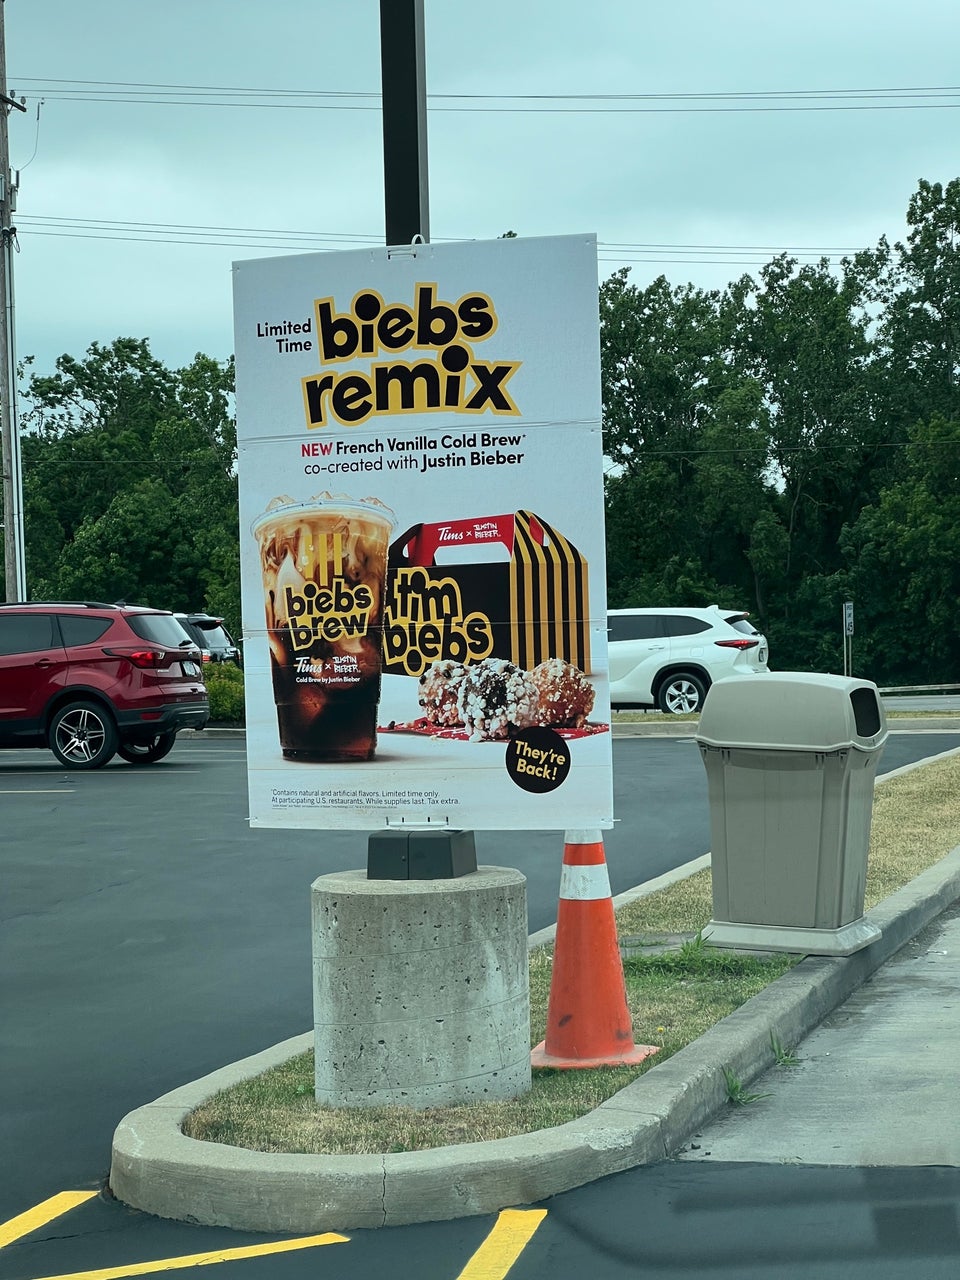 Limited
Time
biebs
remix
NEW French Vanilla Cold Brew*
co-created with Justin Bieber
Tims x JUSTIN
BIEBER
biebs
brew
Tims x JUSTIN
BIEBER
Cold Brew by Justin Bieber
tim
biebs
They're
Back!
*Contains natural and artificial flavors. Limited time only.
At participating U.S. restaurants. While supplies last. Tax extra.